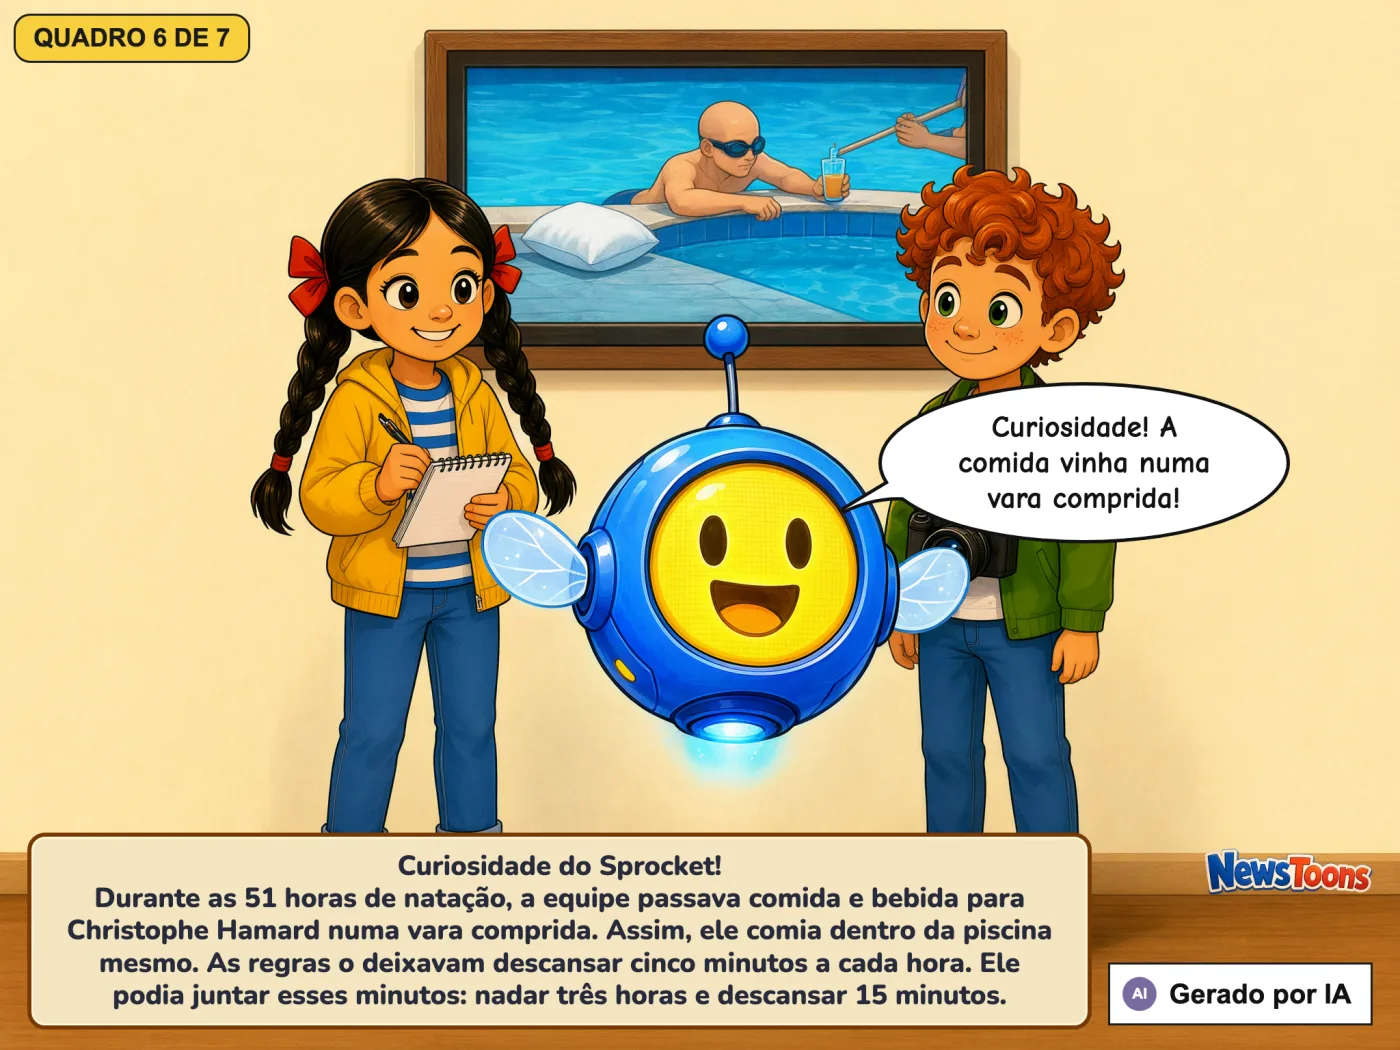 QUADRO 6 DE 7
Curiosidade! A
comida vinha numa
vara comprida!
Curiosidade do Sprocket!
Durante as 51 horas de natação, a equipe passava comida e bebida para
Christophe Hamard numa vara comprida. Assim, ele comia dentro da piscina
mesmo. As regras o deixavam descansar cinco minutos a cada hora. Ele
podia juntar esses minutos: nadar três horas e descansar 15 minutos.
NewsToons
AI Gerado por IA